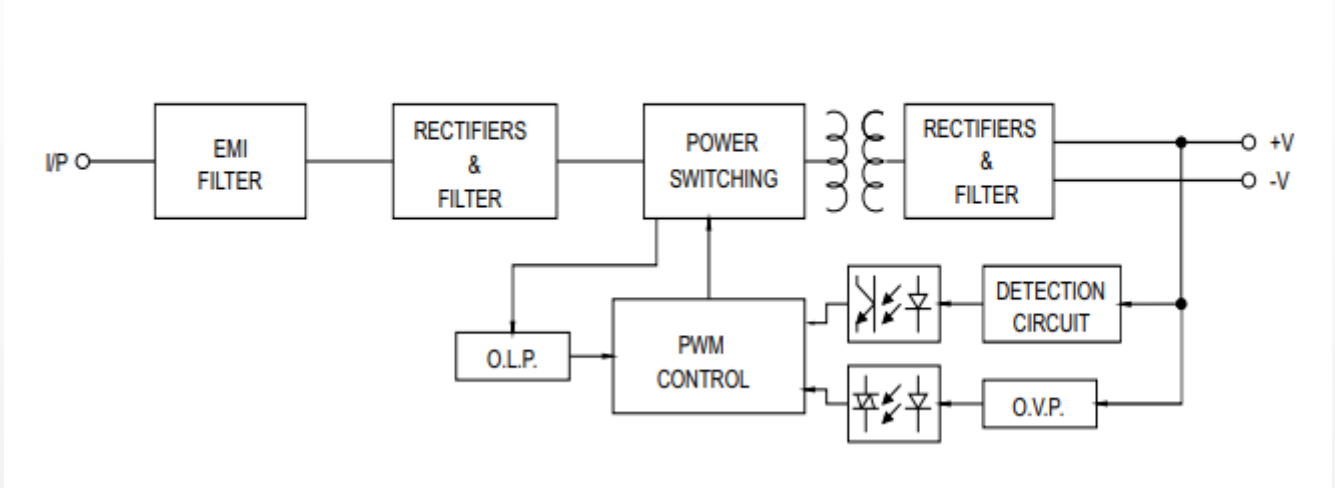 I/P
EMI
FILTER
RECTIFIERS
&
FILTER
POWER
SWITCHING
RECTIFIERS
&
FILTER
+V
-V
DETECTION
CIRCUIT
O.L.P.
PWM
CONTROL
O.V.P.